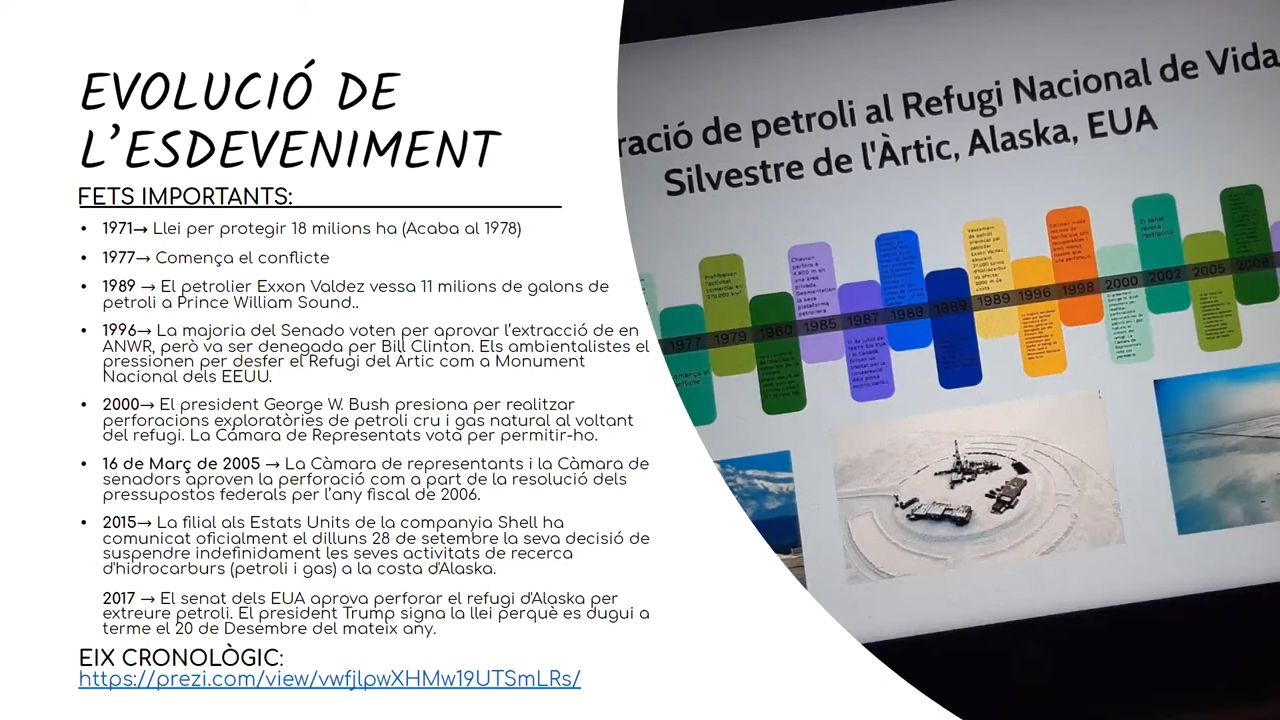 EVOLUCIÓ DE
L'ESDEVENIMENT
FETS IMPORTANTS:
• 1971→ Llei per protegir 18 milions ha (Acaba al 1978)
• 1977→ Comença el conflicte
• 1989 → El petrolier Exxon Valdez vessa 11 milions de galons de
petroli a Prince William Sound..
• 1996→ La majoria del Senado voten per aprovar l'extracció de en
ANWR, però va ser denegado per Bill Clinton. Els ambientalistes el
pressionen per desfer el Refugi del Àrtic com a Monument
Nacional dels EEUU.
• 2000→ El president George W. Bush presiona per realitzar
perforacions exploratòries de petroli cru i gas natural al voltant
del refugi. La Càmara de Representats vota per permitir-ho.
• 16 de Març de 2005 → La Càmara de representants i la Càmara de
senadors aproven la perforació com a part de la resolució dels
pressupostos federals per l'any fiscal de 2006.
• 2015→ La filial als Estats Units de la companyia Shell ha
comunicat oficialment el dilluns 28 de setembre la seva decisió de
suspendre indefinidament les seves activitats de recerca
d'hidrocarburs (petroli i gas) a la costa d'Alaska.
2017 → El senat dels EUA aprova perforar el refugi d'Alaska per
extreure petroli. El president Trump signa la llei perquè es dugui a
terme el 20 de Desembre del mateix any.
EIX CRONOLÒGIC:
https://prezi.com/view/vwfjlpwXHMw19UTSmLRs/
ració de petroli al Refugi Nacional de Vida
Silvestre de l'Àrtic, Alaska, EUA
1977 1979 1980 1985 1987 1988 1989 1989 1996 1998 2000 2002 2005 2008